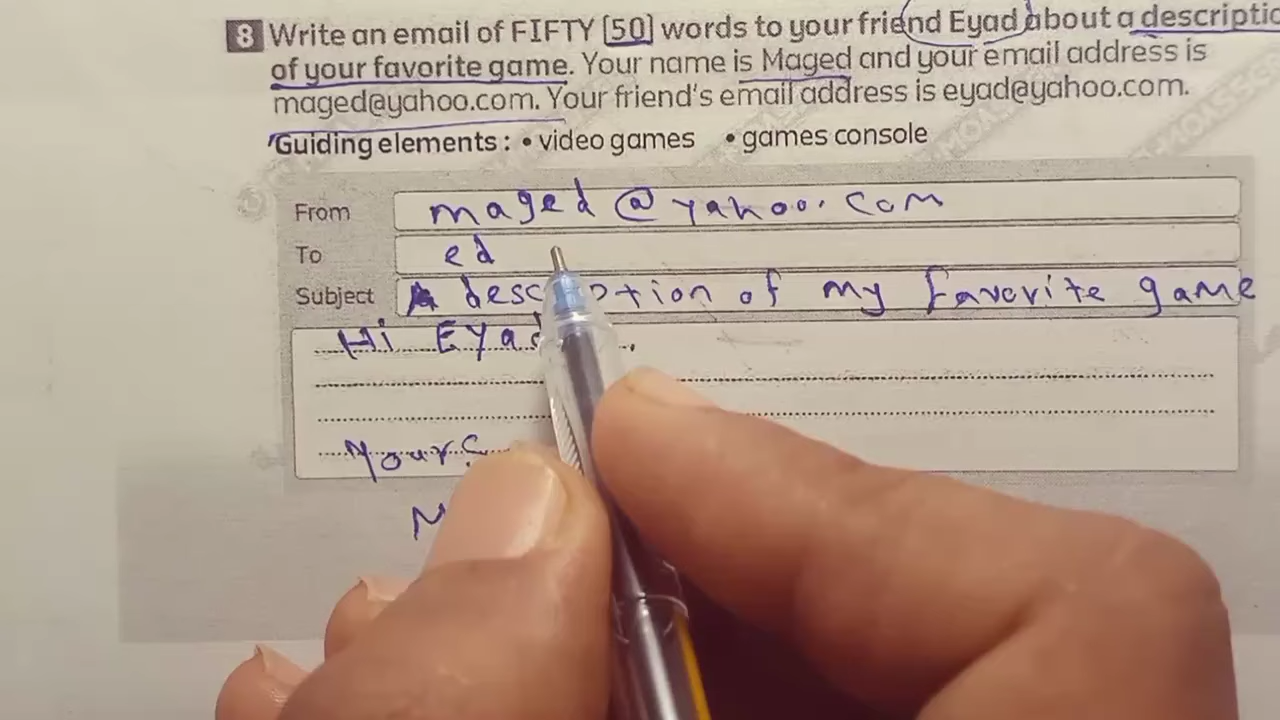 8 Write an email of FIFTY [50] words to your friend Eyad about a descriptio
of your favorite game. Your name is Maged and your email address is
maged@yahoo.com. Your friend's email address is eyad@yahoo.com.
Guiding elements : • video games • games console
From maged@yahoo.com
To ed
Subject A description of my favorite game
Hi Eyad
Yours
M